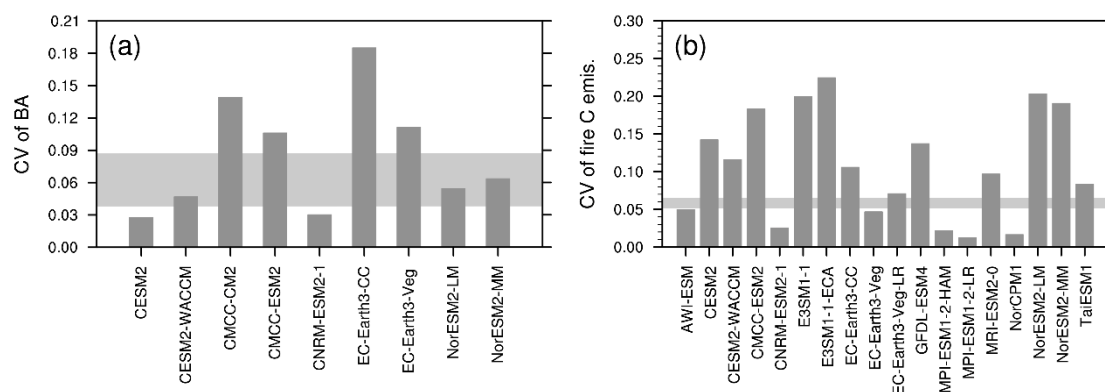 (a)
CV of BA
0.21
0.18
0.15
0.12
0.09
0.06
0.03
0.00
CESM2
CESM2-WACCM
CMCC-CM2
CMCC-ESM2
CNRM-ESM2-1
EC-Earth3-CC
EC-Earth3-Veg
NorESM2-LM
NorESM2-MM
(b)
CV of fire C emis.
0.30
0.25
0.20
0.15
0.10
0.05
0.00
AWI-ESM
CESM2
CESM2-WACCM
CMCC-ESM2
CNRM-ESM2-1
E3SM1-1
E3SM1-1-ECA
EC-Earth3-CC
EC-Earth3-Veg
EC-Earth3-Veg-LR
GFDL-ESM4
MPI-ESM1-2-HAM
MPI-ESM1-2-LR
MRI-ESM2-0
NorCPM1
NorESM2-LM
NorESM2-MM
TaiESM1